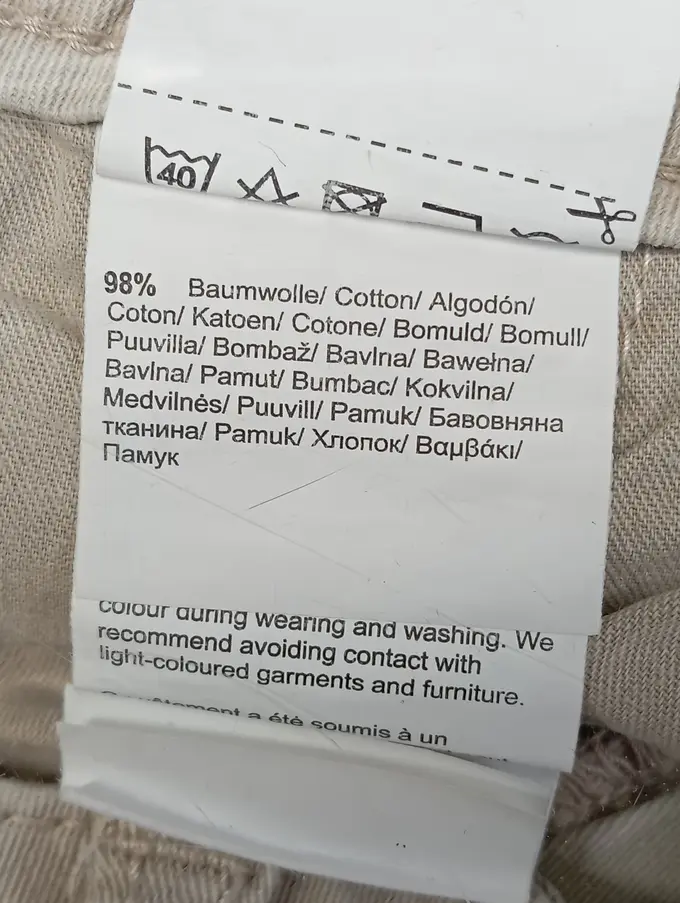 40
98% Baumwolle/ Cotton/ Algodón/
Coton/ Katoen/ Cotone/ Bomuld/ Bomull/
Puuvilla/ Bombaž/ Bavlna/ Bawełna/
Bavlna/ Pamut/ Bumbac/ Kokvilna/
Medvilnės/ Puuvill/ Pamuk/ Бавовняна
тканина/ Pamuk/ Хлопок/ Βαμβάκι/
Памук
colour during wearing and washing. We
recommend avoiding contact with
light-coloured garments and furniture.
a été soumis à un